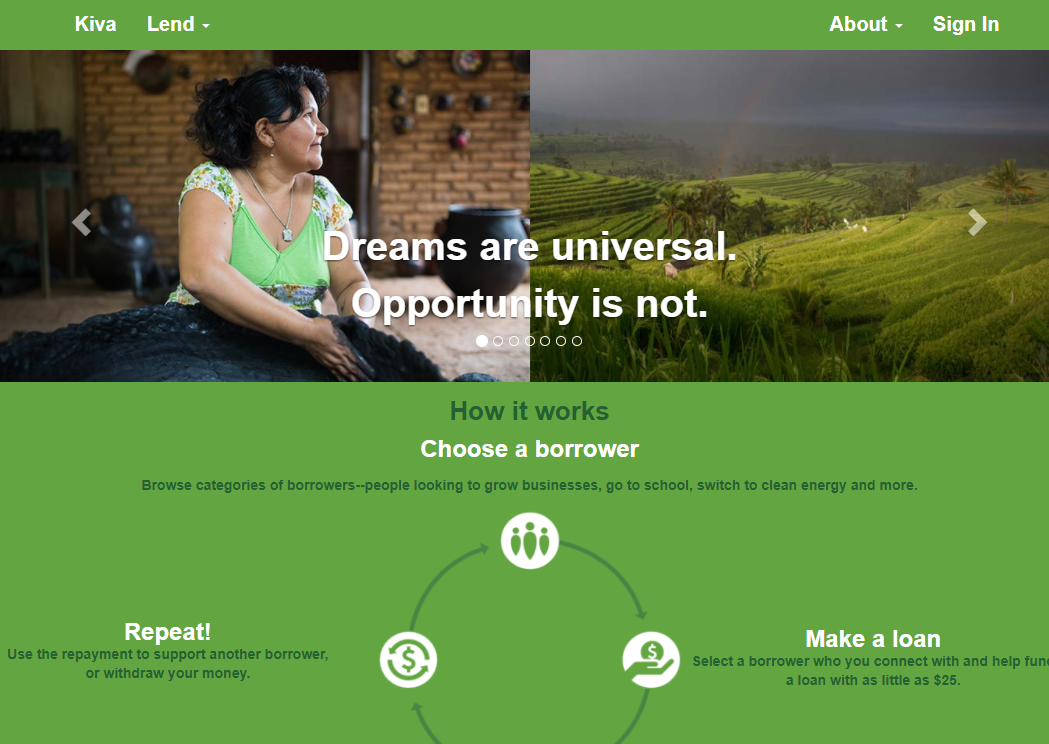 Kiva Lend About Sign In
Dreams are universal.
Opportunity is not.
How it works
Choose a borrower
Browse categories of borrowers--people looking to grow businesses, go to school, switch to clean energy and more.
$
$
Repeat!
Use the repayment to support another borrower,
or withdraw your money.
Make a loan
Select a borrower who you connect with and help fund
a loan with as little as $25.